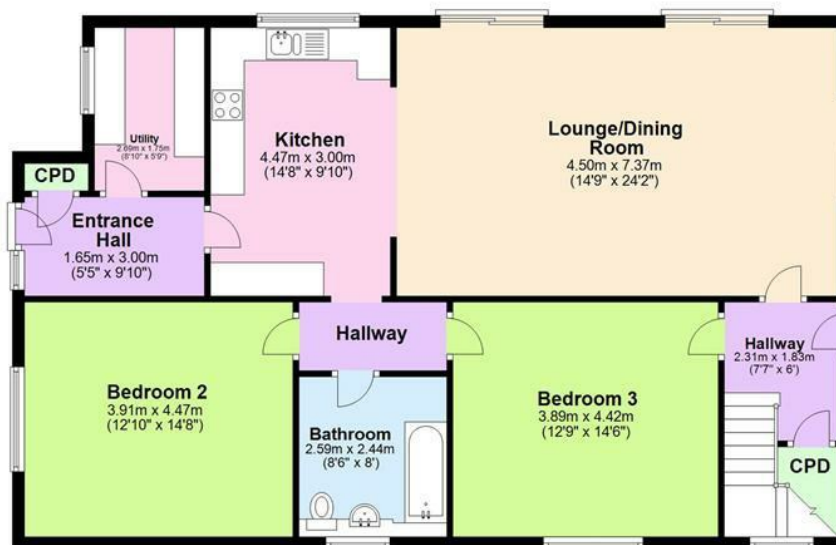 Utility
2.69m x 1.75m
(8'10" x 5'9")
Kitchen
4.47m x 3.00m
(14'8" x 9'10")
Lounge/Dining
Room
4.50m x 7.37m
(14'9" x 24'2")
CPD
Entrance
Hall
1.65m x 3.00m
(5'5" x 9'10")
Hallway
Hallway
2.31m x 1.83m
(7'7" x 6')
Bedroom 2
3.91m x 4.47m
(12'10" x 14'8")
Bathroom
2.59m x 2.44m
(8'6" x 8')
Bedroom 3
3.89m x 4.42m
(12'9" x 14'6")
CPD